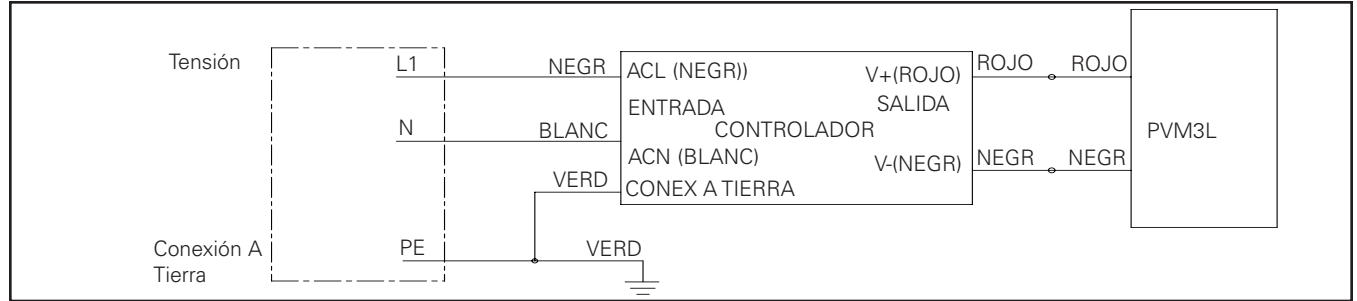 Tensión
L1
NEGR
ACL (NEGR))
V+(ROJO)
ROJO
ROJO
ENTRADA
SALIDA
N
BLANC
CONTROLADOR
PVM3L
ACN (BLANC)
V-(NEGR)
NEGR
NEGR
VERD
CONEX A TIERRA
Conexión A
Tierra
PE
VERD